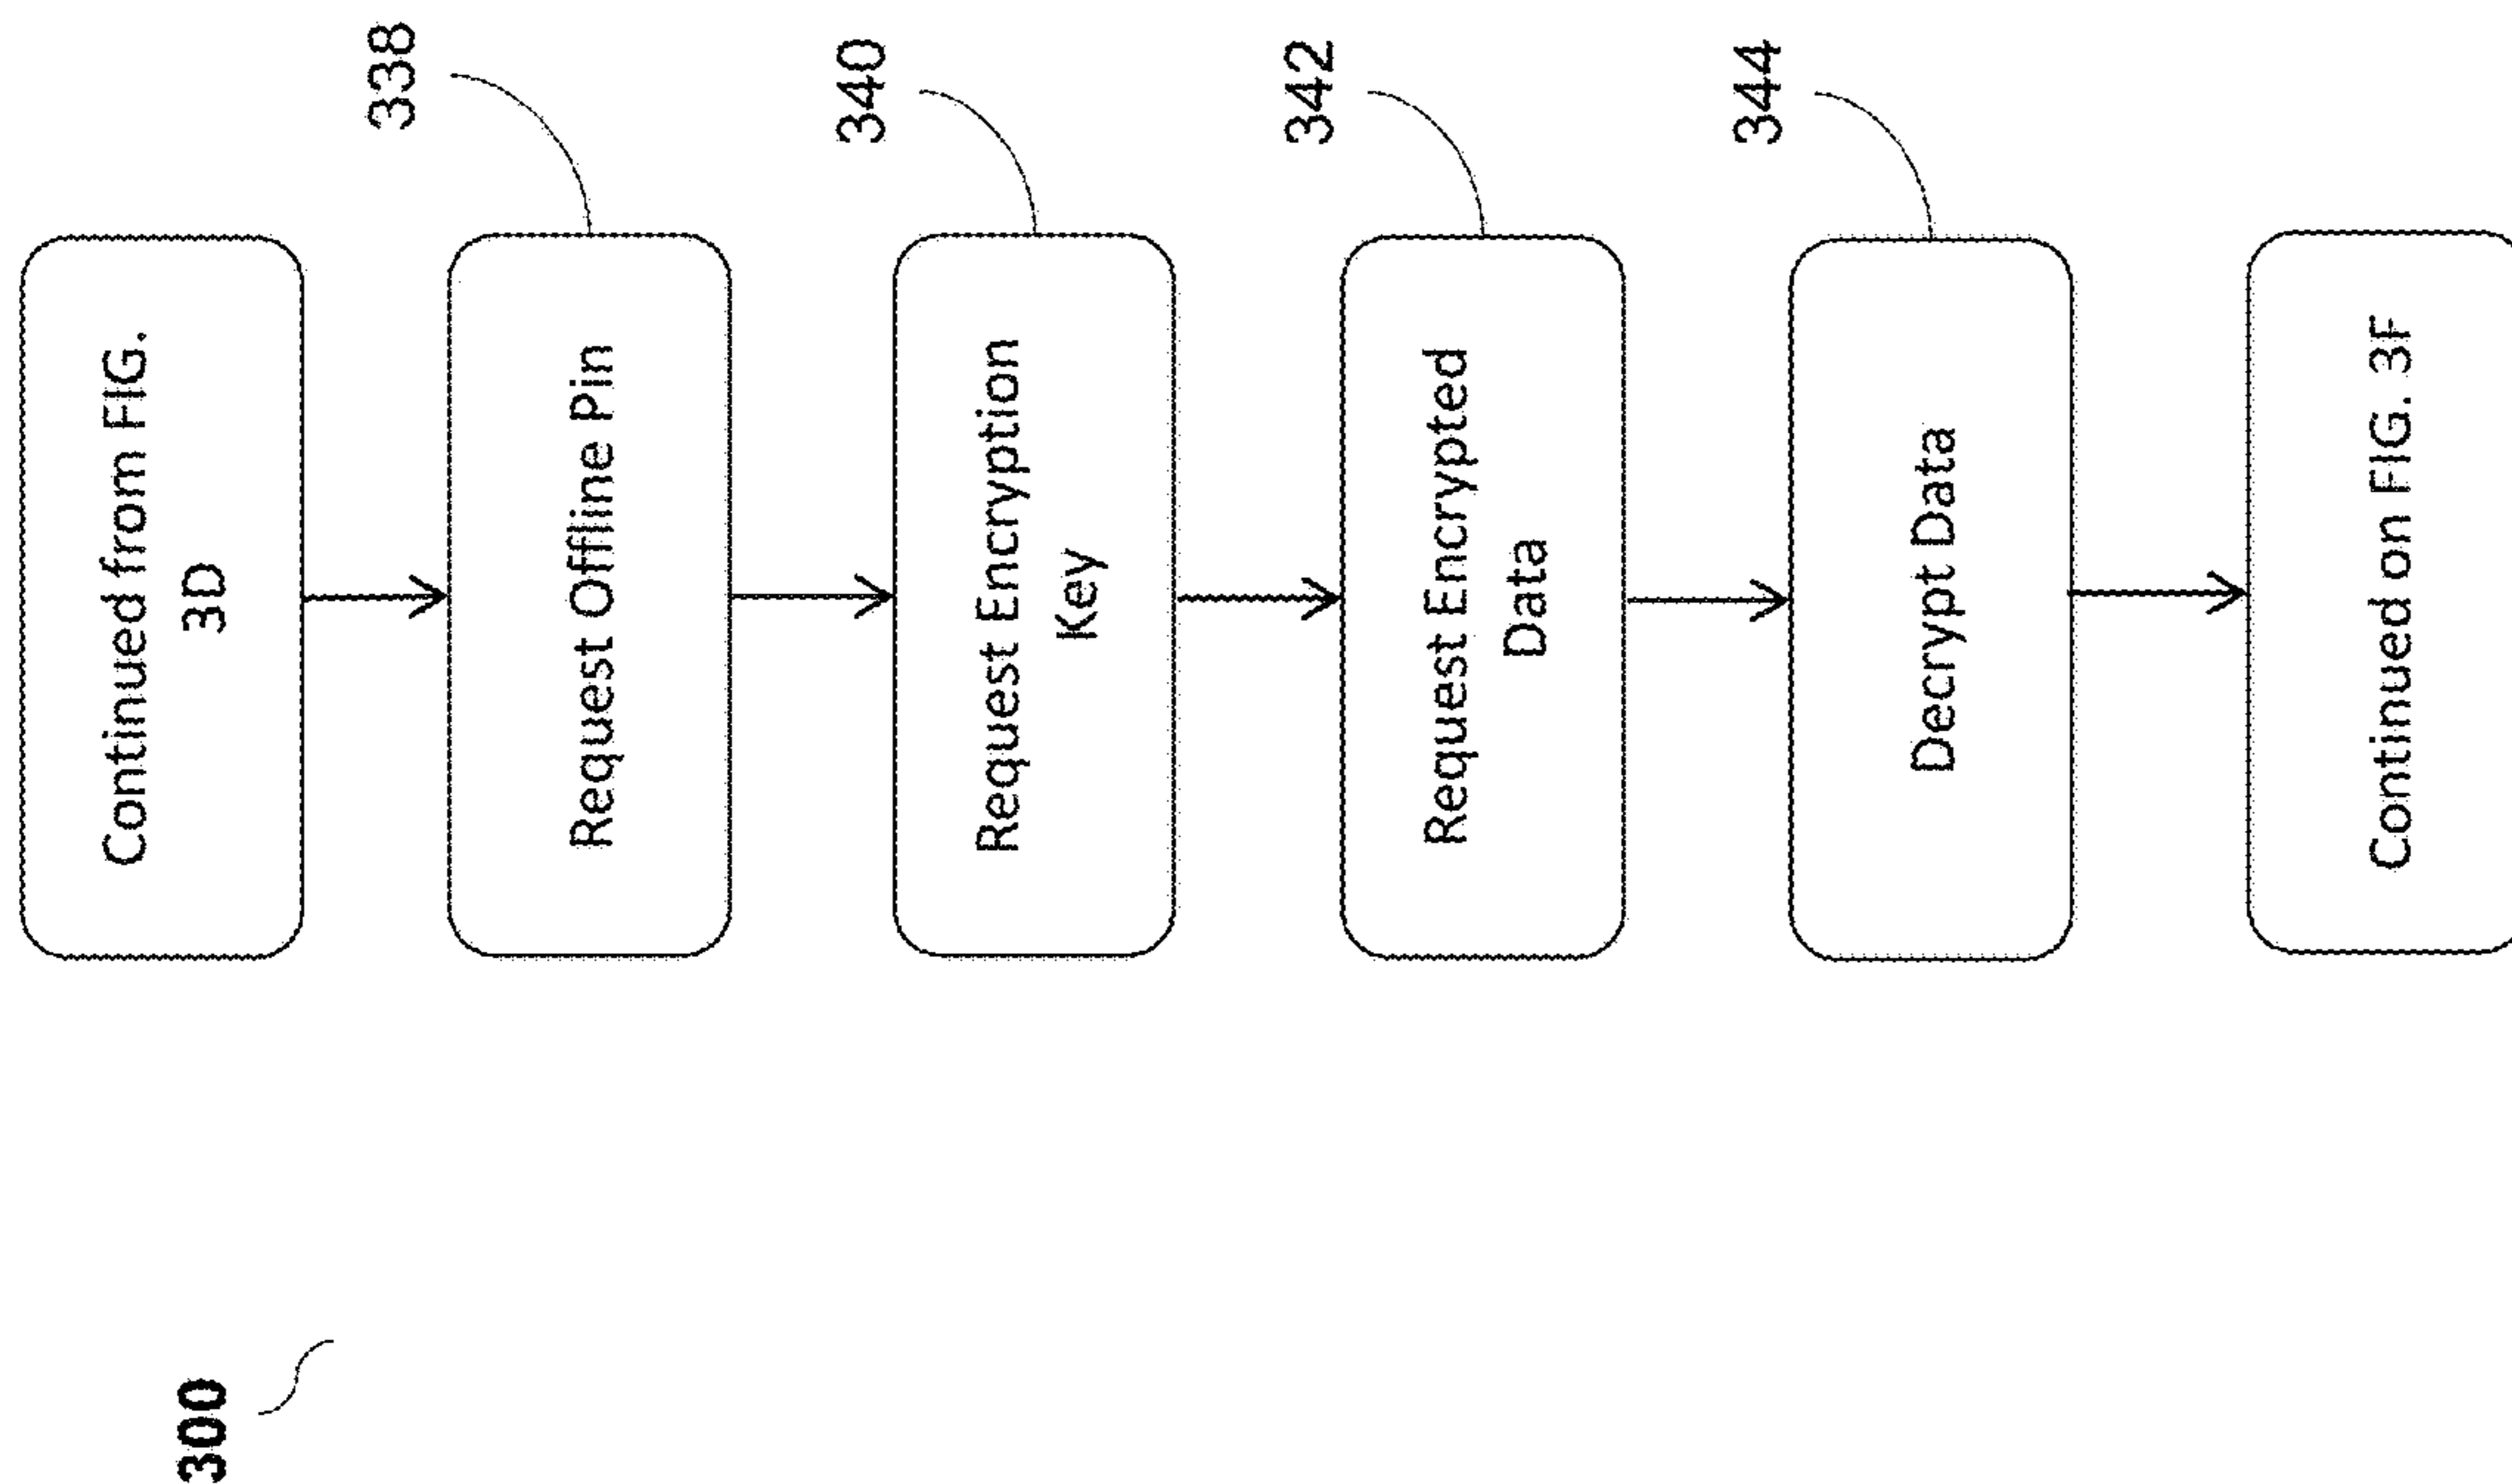 300
Continued from FIG.
3D
338
Request Offline Pin
340
Request Encryption
Key
342
Request Encrypted
Data
344
Decrypt Data
Continued on FIG. 3F